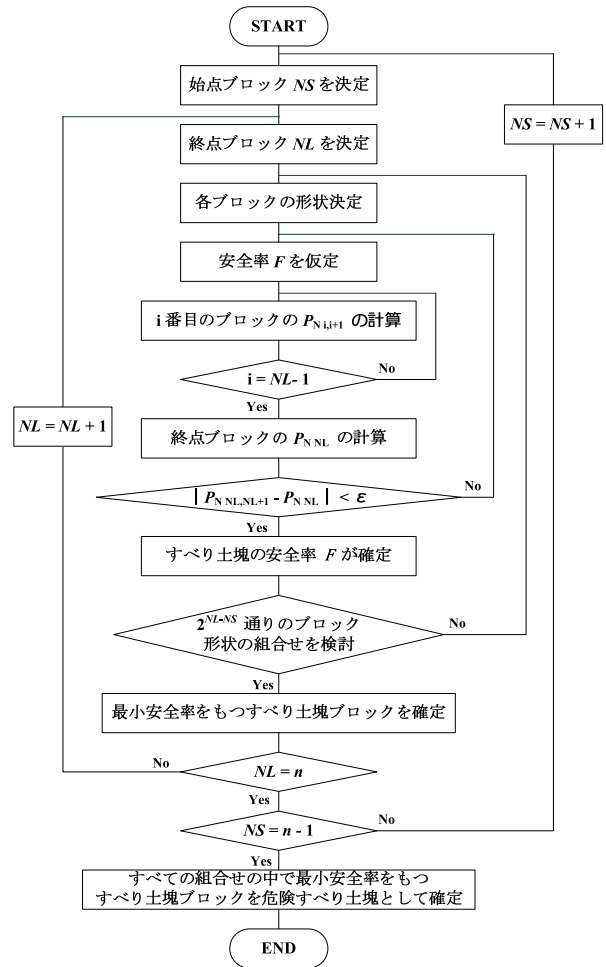 START
始点ブロック NS を決定
NS = NS + 1
終点ブロック NL を決定
各ブロックの形状決定
安全率 F を仮定
i 番目のブロックの P_{N i,i+1} の計算
No
i = NL- 1
Yes
NL = NL + 1
終点ブロックの P_{N NL} の計算
No
| P_{N NL,NL+1} - P_{N NL} | < ε
Yes
すべり土塊の安全率 F が確定
2^{NL-NS} 通りのブロック
形状の組合せを検討
No
Yes
最小安全率をもつすべり土塊ブロックを確定
No
NL = n
Yes
No
NS = n - 1
Yes
すべての組合せの中で最小安全率をもつ
すべり土塊ブロックを危険すべり土塊として確定
END